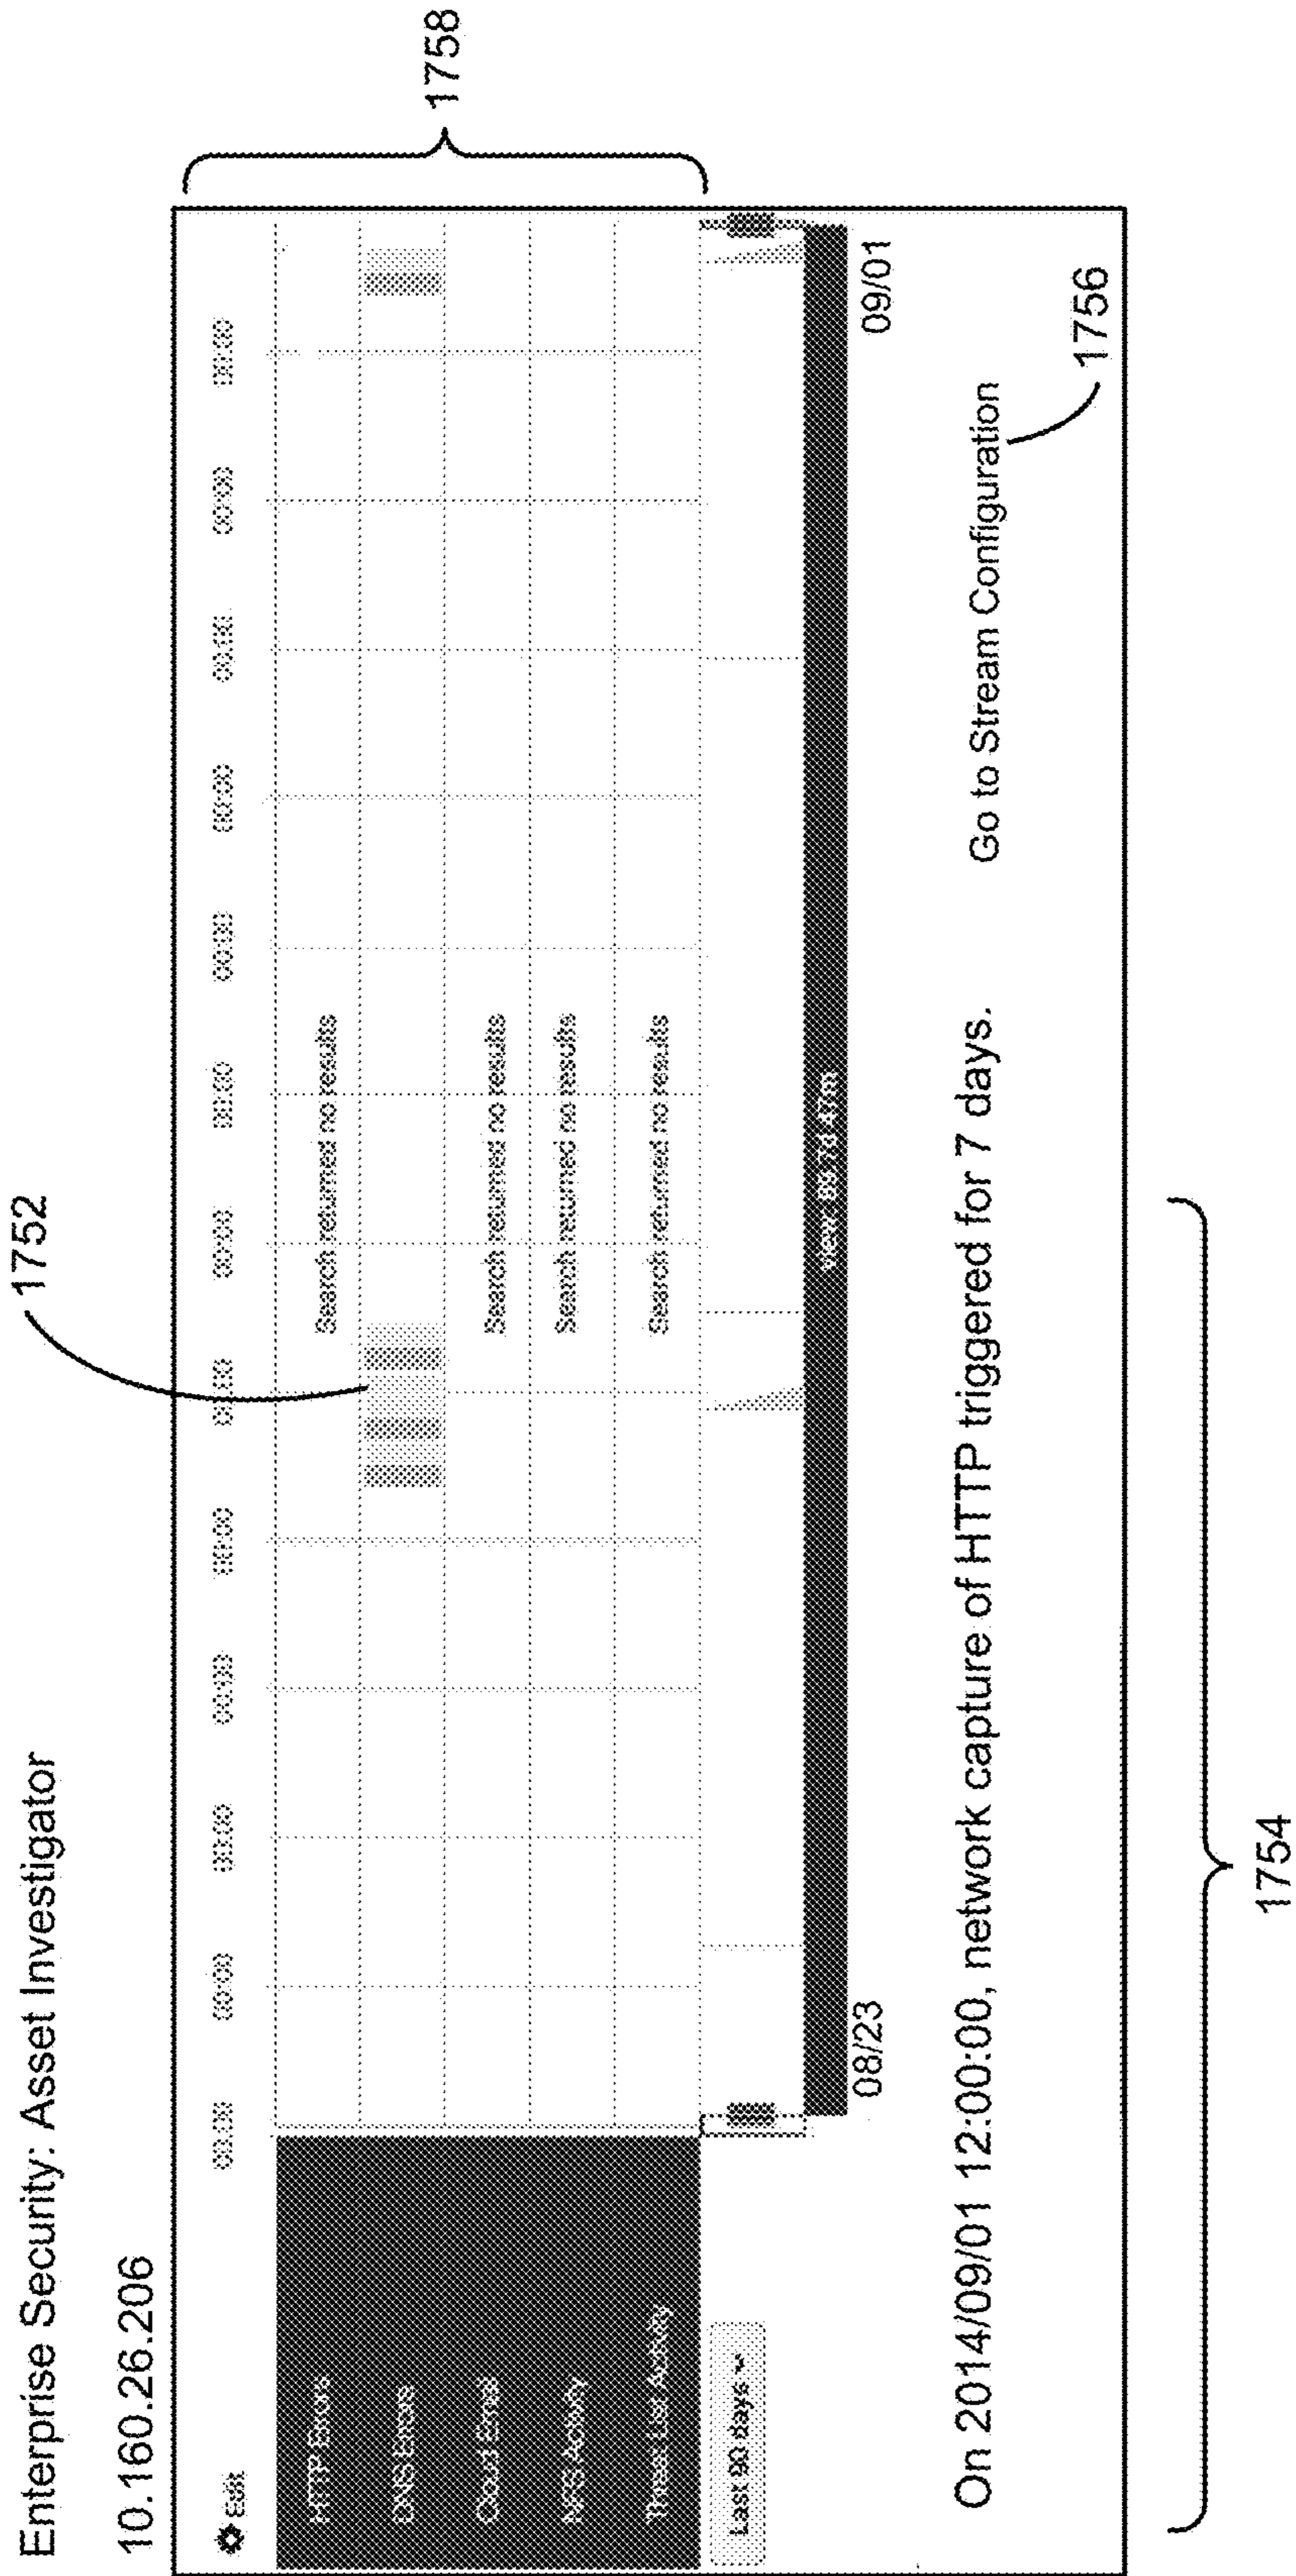 Enterprise Security: Asset Investigator
10.160.26.206
1752
1758
Edit
HTTP Errors
Search returned no results
DNS Errors
Cloud Email
Search returned no results
NFS Activity
Search returned no results
Threat List Activity
Search returned no results
Last 90 days
08/23
09/01
On 2014/09/01 12:00:00, network capture of HTTP triggered for 7 days.
Go to Stream Configuration
1756
1754